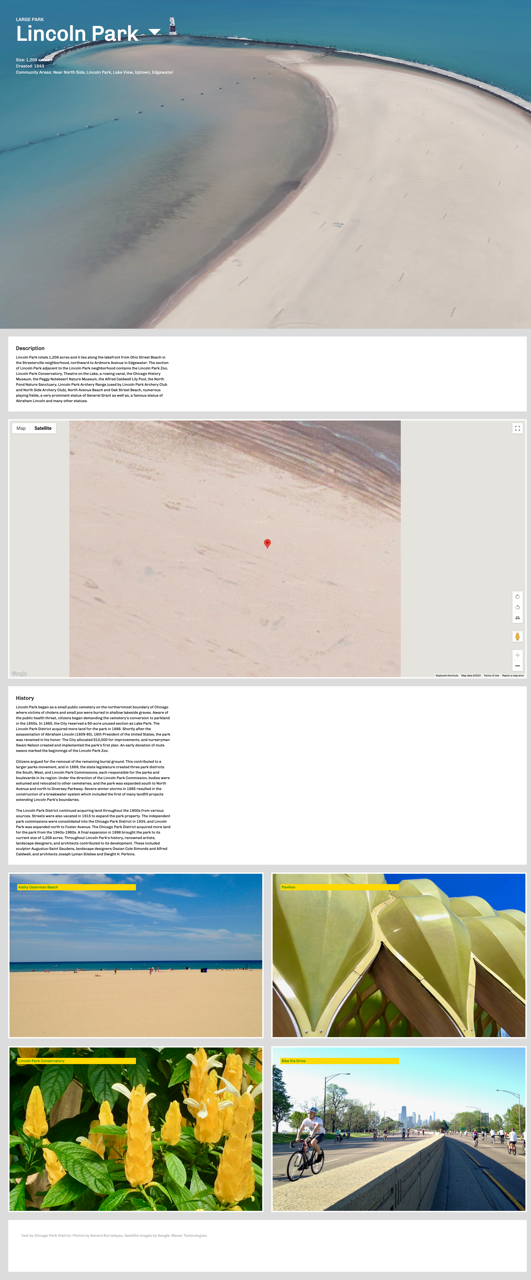 LARGE PARK
Lincoln Park
Size: 1,209 acres
Created: 1843
Community Areas: Near North Side, Lincoln Park, Lake View, Uptown, Edgewater
Description
Lincoln Park totals 1,208 acres and it lies along the lakefront from Ohio Street Beach in
the Streeterville neighborhood, northward to Ardmore Avenue in Edgewater. The section
of Lincoln Park adjacent to the Lincoln Park neighborhood contains the Lincoln Park Zoo,
Lincoln Park Conservatory, Theatre on the Lake, a rowing canal, the Chicago History
Museum, the Peggy Notebaert Nature Museum, the Alfred Caldwell Lily Pool, the North
Pond Nature Sanctuary, Lincoln Park Archery Range (used by Lincoln Park Archery Club
and North Side Archery Club), North Avenue Beach and Oak Street Beach, numerous
playing fields, a very prominent statue of General Grant as well as, a famous statue of
Abraham Lincoln and many other statues.
Map Satellite
Google
Keyboard shortcuts Map data ©2022 Terms of Use Report a map error
History
Lincoln Park began as a small public cemetery on the northernmost boundary of Chicago
where victims of cholera and small pox were buried in shallow lakeside graves. Aware of
the public health threat, citizens began demanding the cemetery's conversion to parkland
in the 1850s. In 1860, the City reserved a 60-acre unused section as Lake Park. The
Lincoln Park District acquired more land for the park in 1868. Shortly after the
assassination of Abraham Lincoln (1809-65), 16th President of the United States, the park
was renamed in his honor. The City allocated $10,000 for improvements, and nurseryman
Swain Nelson created and implemented the park's first plan. An early donation of mute
swans marked the beginnings of the Lincoln Park Zoo.
Citizens argued for the removal of the remaining burial ground. This contributed to a
larger parks movement, and in 1869, the state legislature created three park districts:
the South, West, and Lincoln Park Commissions, each responsible for the parks and
boulevards in its region. Under the direction of the Lincoln Park Commission, bodies were
exhumed and relocated to other cemeteries, and the park was expanded south to North
Avenue and north to Diversey Parkway. Severe winter storms in 1885 resulted in the
construction of a breakwater system which included the first of many landfill projects
extending Lincoln Park's boundaries.
The Lincoln Park District continued acquiring land throughout the 1900s from various
sources. Streets were also vacated in 1915 to expand the park property. The independent
park commissions were consolidated into the Chicago Park District in 1934, and Lincoln
Park was expanded north to Foster Avenue. The Chicago Park District acquired more land
for the park from the 1940s-1960s. A final expansion in 1998 brought the park to its
current size of 1,208 acres. Throughout Lincoln Park's history, renowned artists,
landscape designers, and architects contributed to its development. These included
sculptor Augustus Saint Gaudens, landscape designers Ossian Cole Simonds and Alfred
Caldwell, and architects Joseph Lyman Silsbee and Dwight H. Perkins.
Kathy Osterman Beach
Pavilion
Lincoln Park Conservatory
Bike the Drive
Text by Chicago Park District. Photos by Gerard But-lalayan. Satellite images by Google, Maxar Technologies.